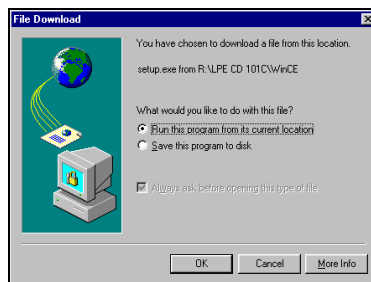 File Download
You have chosen to download a file from this location.
setup.exe from R:\LPE CD 101C\WinCE
What would you like to do with this file?
Run this program from its current location
Save this program to disk
Always ask before opening this type of file
OK
Cancel
More Info